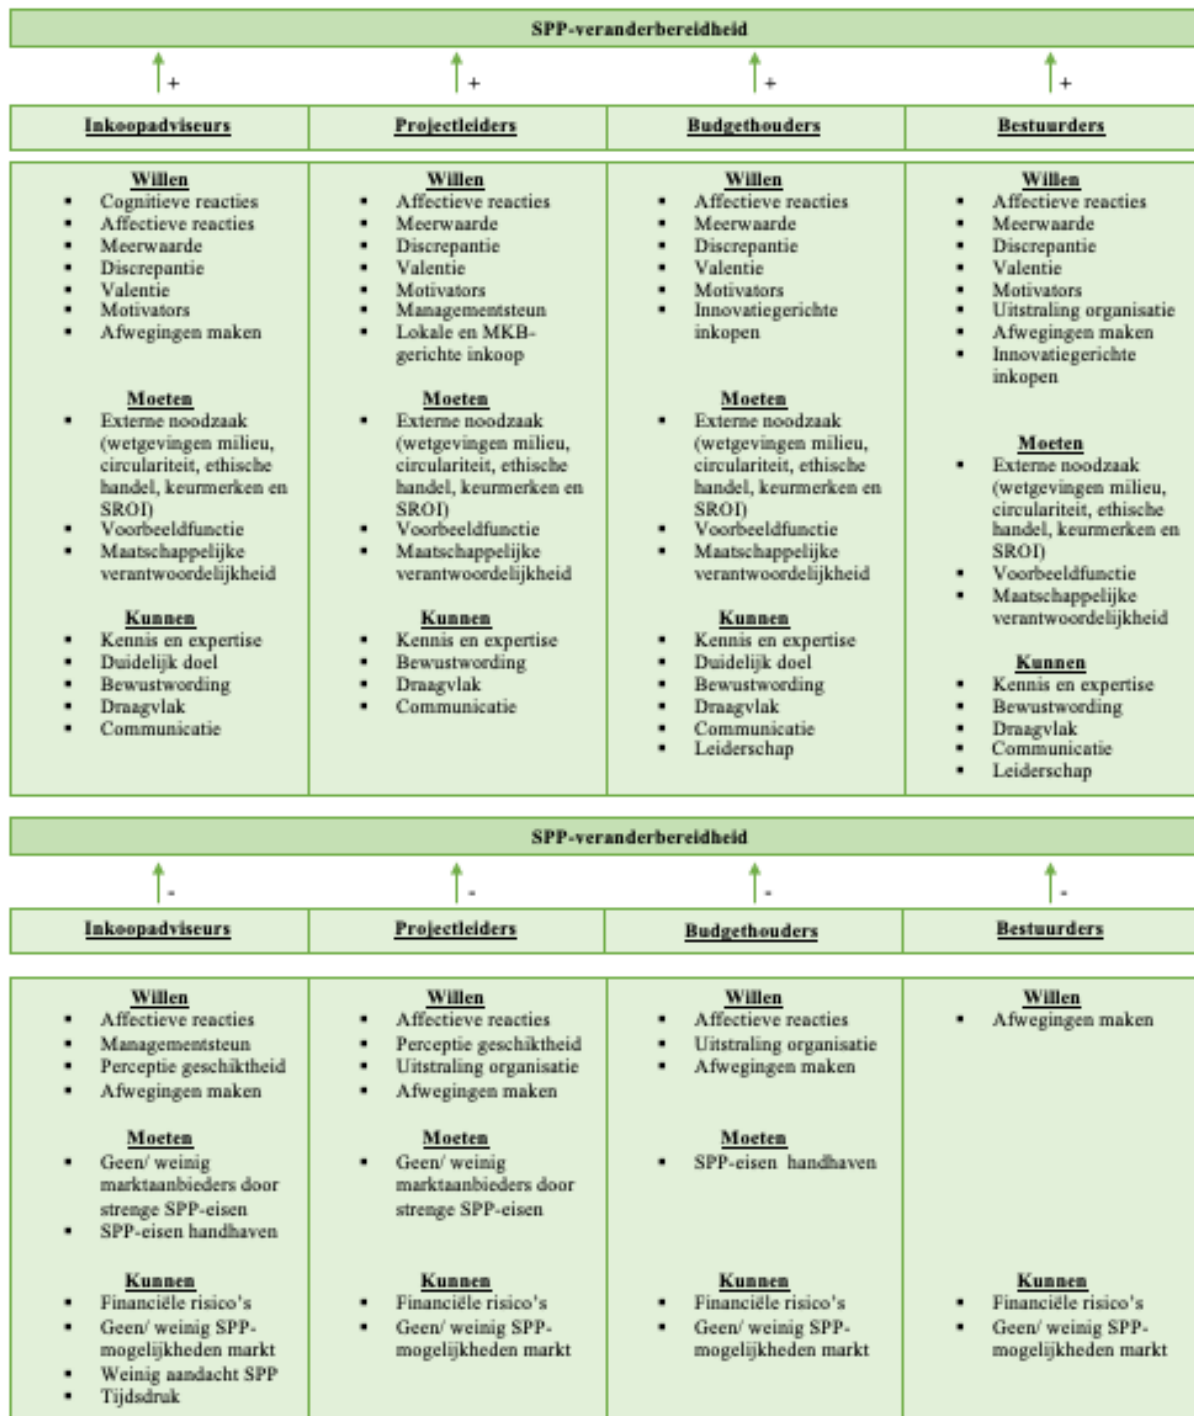 SPP-veranderbereidheid
+ + + +
Inkoopadviseurs Projectleiders Budgethouders Bestuurders
Willen
▪ Cognitieve reacties
▪ Affectieve reacties
▪ Meerwaarde
▪ Discrepantie
▪ Valentie
▪ Motivators
▪ Afwegingen maken
Moeten
▪ Externe noodzaak
(wetgevingen milieu,
circulariteit, ethische
handel, keurmerken en
SROI)
▪ Voorbeeldfunctie
▪ Maatschappelijke
verantwoordelijkheid
Kunnen
▪ Kennis en expertise
▪ Duidelijk doel
▪ Bewustwording
▪ Draagvlak
▪ Communicatie
Willen
▪ Affectieve reacties
▪ Meerwaarde
▪ Discrepantie
▪ Valentie
▪ Motivators
▪ Managementsteun
▪ Lokale en MKB-
gerichte inkoop
Moeten
▪ Externe noodzaak
(wetgevingen milieu,
circulariteit, ethische
handel, keurmerken en
SROI)
▪ Voorbeeldfunctie
▪ Maatschappelijke
verantwoordelijkheid
Kunnen
▪ Kennis en expertise
▪ Bewustwording
▪ Draagvlak
▪ Communicatie
Willen
▪ Affectieve reacties
▪ Meerwaarde
▪ Discrepantie
▪ Valentie
▪ Motivators
▪ Innovatiegerichte
inkopen
Moeten
▪ Externe noodzaak
(wetgevingen milieu,
circulariteit, ethische
handel, keurmerken en
SROI)
▪ Voorbeeldfunctie
▪ Maatschappelijke
verantwoordelijkheid
Kunnen
▪ Kennis en expertise
▪ Duidelijk doel
▪ Bewustwording
▪ Draagvlak
▪ Communicatie
▪ Leiderschap
Willen
▪ Affectieve reacties
▪ Meerwaarde
▪ Discrepantie
▪ Valentie
▪ Motivators
▪ Uitstraling organisatie
▪ Afwegingen maken
▪ Innovatiegerichte
inkopen
Moeten
▪ Externe noodzaak
(wetgevingen milieu,
circulariteit, ethische
handel, keurmerken en
SROI)
▪ Voorbeeldfunctie
▪ Maatschappelijke
verantwoordelijkheid
Kunnen
▪ Kennis en expertise
▪ Bewustwording
▪ Draagvlak
▪ Communicatie
▪ Leiderschap
SPP-veranderbereidheid
- - - -
Inkoopadviseurs Projectleiders Budgethouders Bestuurders
Willen
▪ Affectieve reacties
▪ Managementsteun
▪ Perceptie geschiktheid
▪ Afwegingen maken
Moeten
▪ Geen/ weinig
marktaanbieders door
strenge SPP-eisen
▪ SPP-eisen handhaven
Kunnen
▪ Financiële risico's
▪ Geen/ weinig SPP-
mogelijkheden markt
▪ Weinig aandacht SPP
▪ Tijdsdruk
Willen
▪ Affectieve reacties
▪ Perceptie geschiktheid
▪ Uitstraling organisatie
▪ Afwegingen maken
Moeten
▪ Geen/ weinig
marktaanbieders door
strenge SPP-eisen
Kunnen
▪ Financiële risico's
▪ Geen/ weinig SPP-
mogelijkheden markt
Willen
▪ Affectieve reacties
▪ Uitstraling organisatie
▪ Afwegingen maken
Moeten
▪ SPP-eisen handhaven
Kunnen
▪ Financiële risico's
▪ Geen/ weinig SPP-
mogelijkheden markt
Willen
▪ Afwegingen maken
Kunnen
▪ Financiële risico's
▪ Geen/ weinig SPP-
mogelijkheden markt